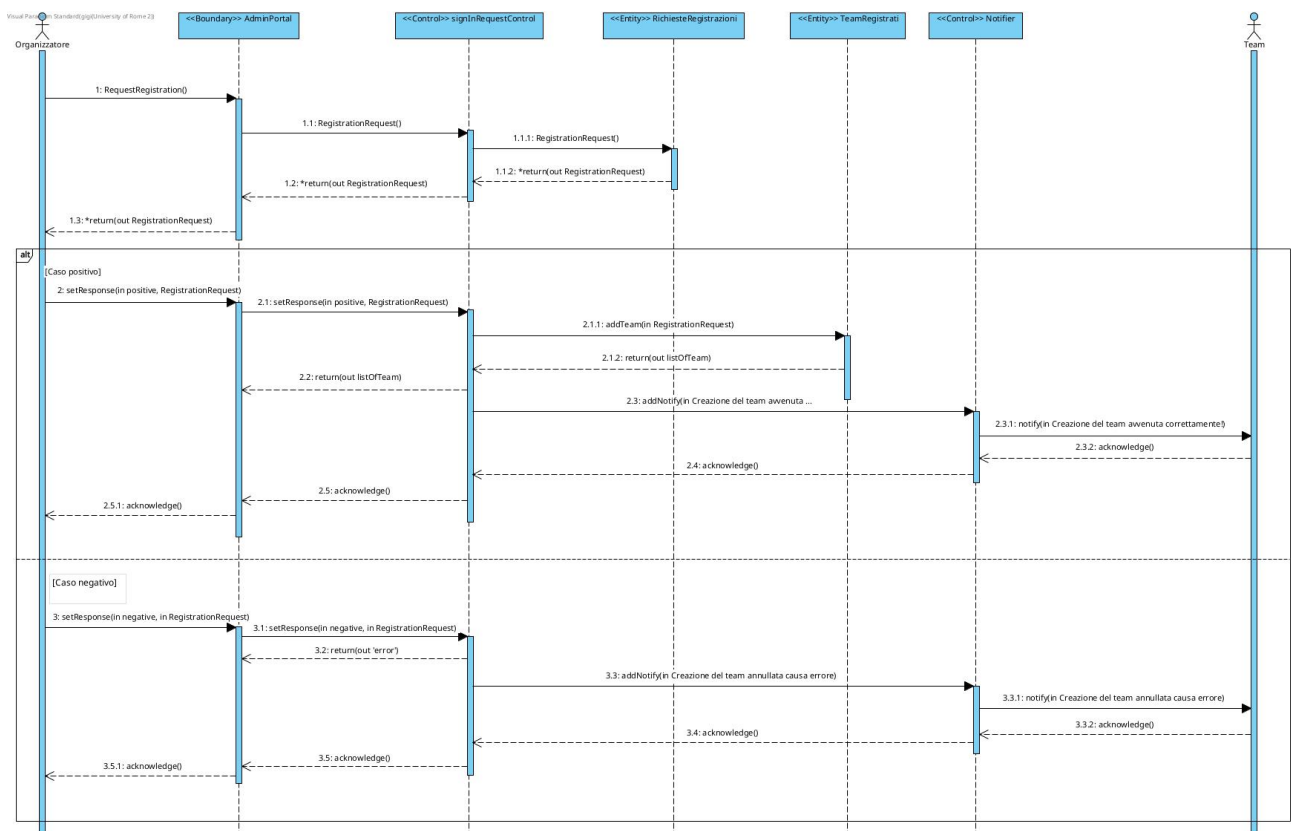 Visual Paradigm Standard(gigi(University of Rome 2))
<<Boundary>> AdminPortal
<<Control>> signInRequestControl
<<Entity>> RichiesteRegistrazioni
<<Entity>> TeamRegistrati
<<Control>> Notifier
Organizzatore
Team
1: RequestRegistration()
1.1: RegistrationRequest()
1.1.1: RegistrationRequest()
1.1.2: *return(out RegistrationRequest)
1.2: *return(out RegistrationRequest)
1.3: *return(out RegistrationRequest)
alt
[Caso positivo]
2: setResponse(in positive, RegistrationRequest)
2.1: setResponse(in positive, RegistrationRequest)
2.1.1: addTeam(in RegistrationRequest)
2.1.2: return(out listOfTeam)
2.2: return(out listOfTeam)
2.3: addNotify(in Creazione del team avvenuta ...
2.3.1: notify(in Creazione del team avvenuta correttamente!)
2.3.2: acknowledge()
2.4: acknowledge()
2.5: acknowledge()
2.5.1: acknowledge()
[Caso negativo]
3: setResponse(in negative, in RegistrationRequest)
3.1: setResponse(in negative, in RegistrationRequest)
3.2: return(out 'error')
3.3: addNotify(in Creazione del team annullata causa errore)
3.3.1: notify(in Creazione del team annullata causa errore)
3.3.2: acknowledge()
3.4: acknowledge()
3.5: acknowledge()
3.5.1: acknowledge()